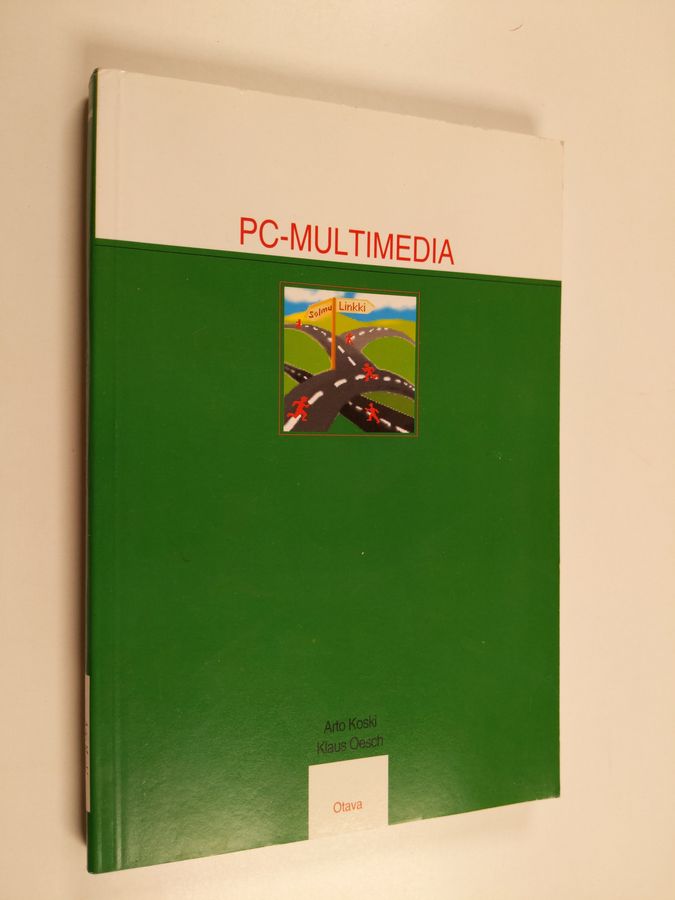 PC-MULTIMEDIA
Solmu
Linkki
Arto Koski
Klaus Oesch
Otava